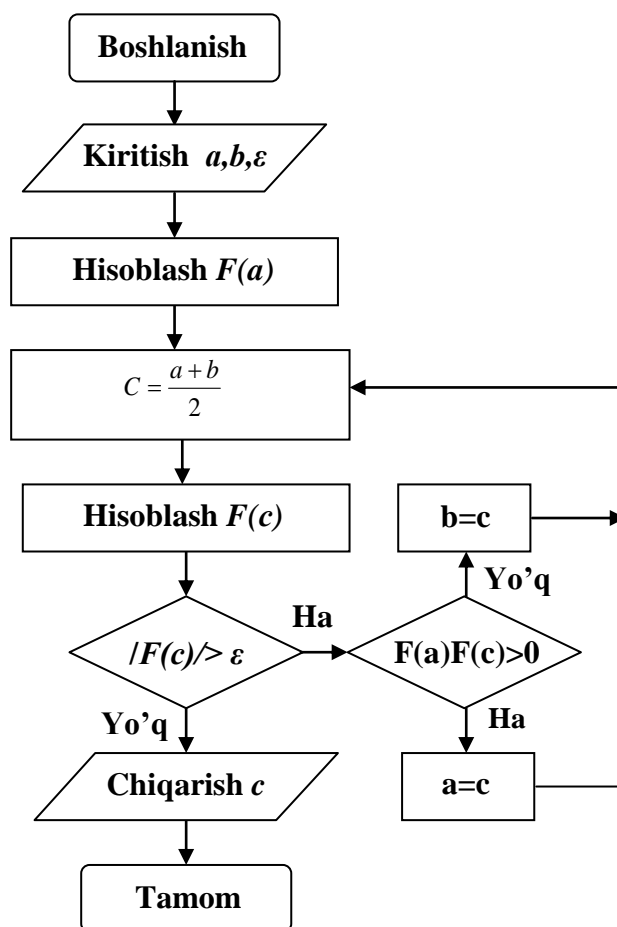 Boshlanish
Kiritish a,b,ε
Hisoblash F(a)
C = a + b / 2
Hisoblash F(c)
b=c
Yo’q
Ha
/F(c)/> ε
F(a)F(c)>0
Yo’q
Ha
Chiqarish c
a=c
Tamom